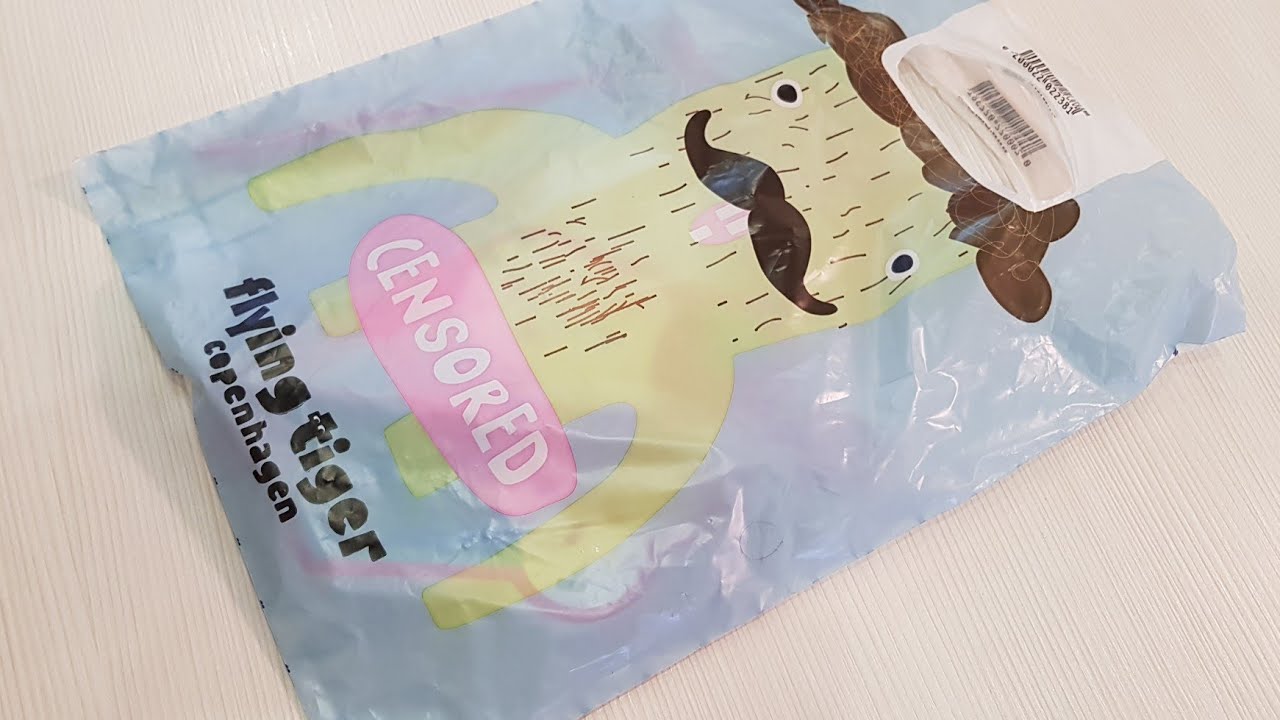 CENSORED
flying tiger
copenhagen